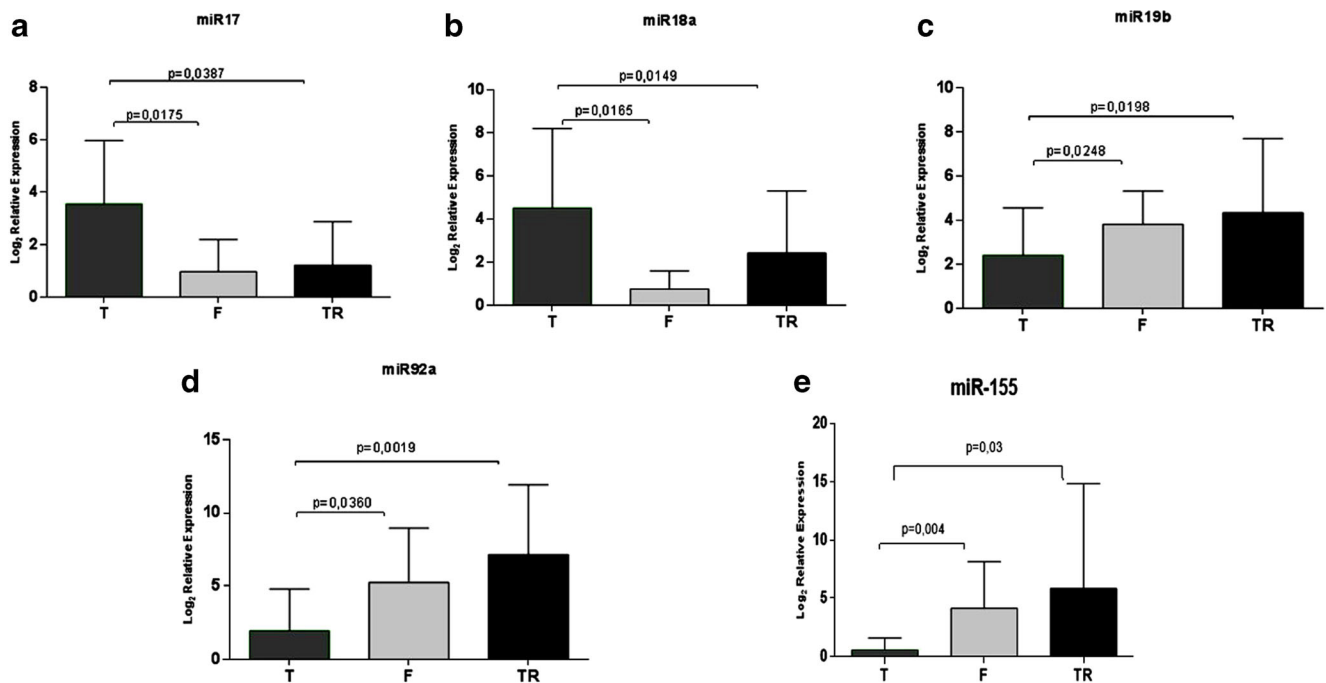 a
miR17
Log₂ Relative Expression
8
6
4
2
0
p=0,0387
p=0,0175
T F TR
b
miR18a
Log₂ Relative Expression
10
8
6
4
2
0
p=0,0149
p=0,0165
T F TR
c
miR19b
Log₂ Relative Expression
10
8
6
4
2
0
p=0,0198
p=0,0248
T F TR
d
miR92a
Log₂ Relative Expression
15
10
5
0
p=0,0019
p=0,0360
T F TR
e
miR-155
Log₂ Relative Expression
20
15
10
5
0
p=0,03
p=0,004
T F TR